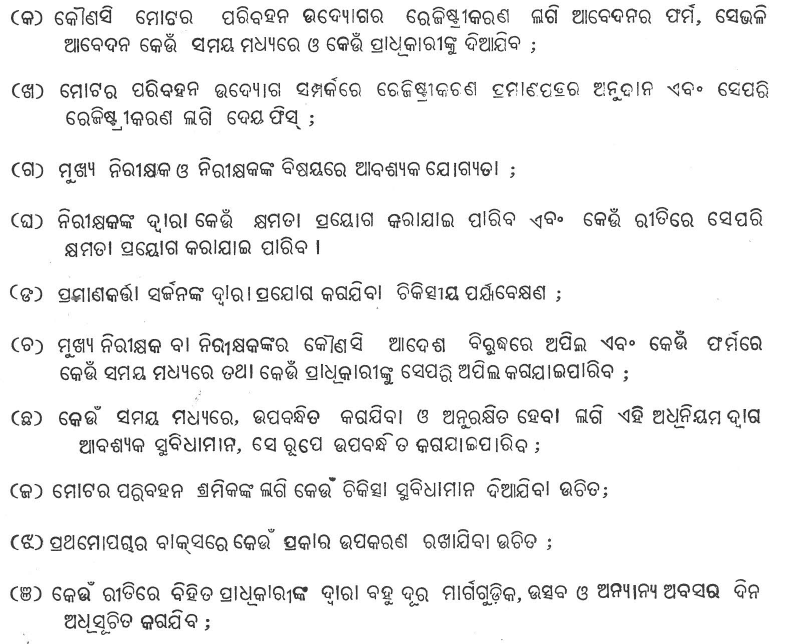 (କ) କୌଣସି ମୋଟର ପରିବହନ ଉଦ୍ୟୋଗର ରେଜିଷ୍ଟ୍ରୀକରଣ ଲାଗି ଆବେଦନର ଫର୍ମ, ସେଭଳି
ଆବେଦନ କେଉଁ ସମୟ ମଧ୍ୟରେ ଓ କେଉଁ ପ୍ରାଧିକାରୀଙ୍କୁ ଦିଆଯିବ ;
(ଖ) ମୋଟର ପରିବହନ ଉଦ୍ୟୋଗ ସମ୍ପର୍କରେ ରେଜିଷ୍ଟ୍ରୀକରଣ ପ୍ରମାଣପତ୍ରର ଅନୁଦାନ ଏବଂ ସେପରି
ରେଜିଷ୍ଟ୍ରୀକରଣ ଲାଗି ଦେୟ ଫିସ୍ ;
(ଗ) ମୁଖ୍ୟ ନିରୀକ୍ଷକ ଓ ନିରୀକ୍ଷକଙ୍କ ବିଷୟରେ ଆବଶ୍ୟକ ଯୋଗ୍ୟତା ;
(ଘ) ନିରୀକ୍ଷକଙ୍କ ଦ୍ୱାରା କେଉଁ କ୍ଷମତା ପ୍ରୟୋଗ କରାଯାଇ ପାରିବ ଏବଂ କେଉଁ ରୀତିରେ ସେପରି
କ୍ଷମତା ପ୍ରୟୋଗ କରାଯାଇ ପାରିବ ।
(ଙ) ପ୍ରମାଣକର୍ତ୍ତା ସର୍ଜନଙ୍କ ଦ୍ୱାରା ପ୍ରଯୋଗ କରାଯିବା ଚିକିତ୍ସୀୟ ପର୍ଯ୍ୟବେକ୍ଷଣ ;
(ଚ) ମୁଖ୍ୟ ନିରୀକ୍ଷକ ବା ନିରୀକ୍ଷକଙ୍କର କୌଣସି ଆଦେଶ ବିରୁଦ୍ଧରେ ଅପିଲ ଏବଂ କେଉଁ ଫର୍ମରେ
କେଉଁ ସମୟ ମଧ୍ୟରେ ତଥା କେଉଁ ପ୍ରାଧିକାରୀଙ୍କୁ ସେପରି ଅପିଲ କରାଯାଇପାରିବ ;
(ଛ) କେଉଁ ସମୟ ମଧ୍ୟରେ, ଉପବନ୍ଧିତ କରାଯିବା ଓ ଅନୁରକ୍ଷିତ ହେବା ଲାଗି ଏହି ଅଧିନିୟମ ଦ୍ୱାରା
ଆବଶ୍ୟକ ସୁବିଧାମାନ, ସେ ରୂପେ ଉପବନ୍ଧିତ କରାଯାଇପାରିବ ;
(ଜ) ମୋଟର ପରିବହନ ଶ୍ରମିକଙ୍କ ଲାଗି କେଉଁ ଚିକିତ୍ସା ସୁବିଧାମାନ ଦିଆଯିବା ଉଚିତ;
(ଝ) ପ୍ରଥମୋପଚାର ବାକ୍ସରେ କେଉଁ ପ୍ରକାର ଉପକରଣ ରଖାଯିବା ଉଚିତ ;
(ଞ) କେଉଁ ରୀତିରେ ବିହିତ ପ୍ରାଧିକାରୀଙ୍କ ଦ୍ୱାରା ବହୁ ଦୂର ମାର୍ଗଗୁଡ଼ିକ, ଉତ୍ସବ ଓ ଅନ୍ୟାନ୍ୟ ଅବସର ଦିନ
ଅଧିସୂଚିତ କରାଯିବ ;